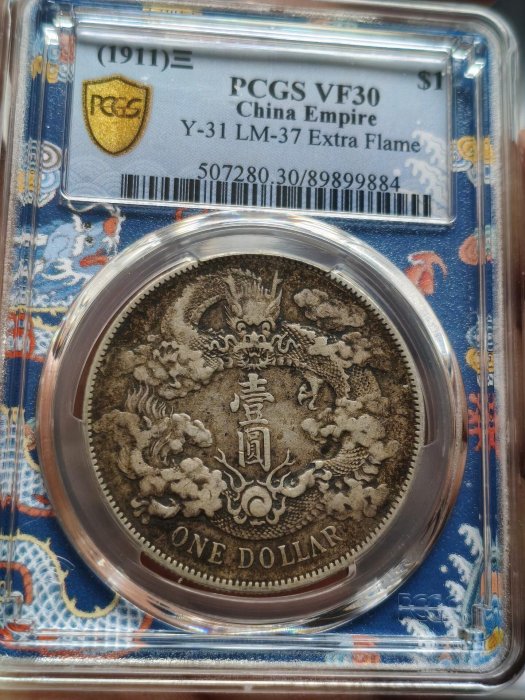 (1911)三 $1
PCGS VF30
China Empire
Y-31 LM-37 Extra Flame
507280.30/89899884
PCGS
壹
圓
ONE DOLLAR
PCGS